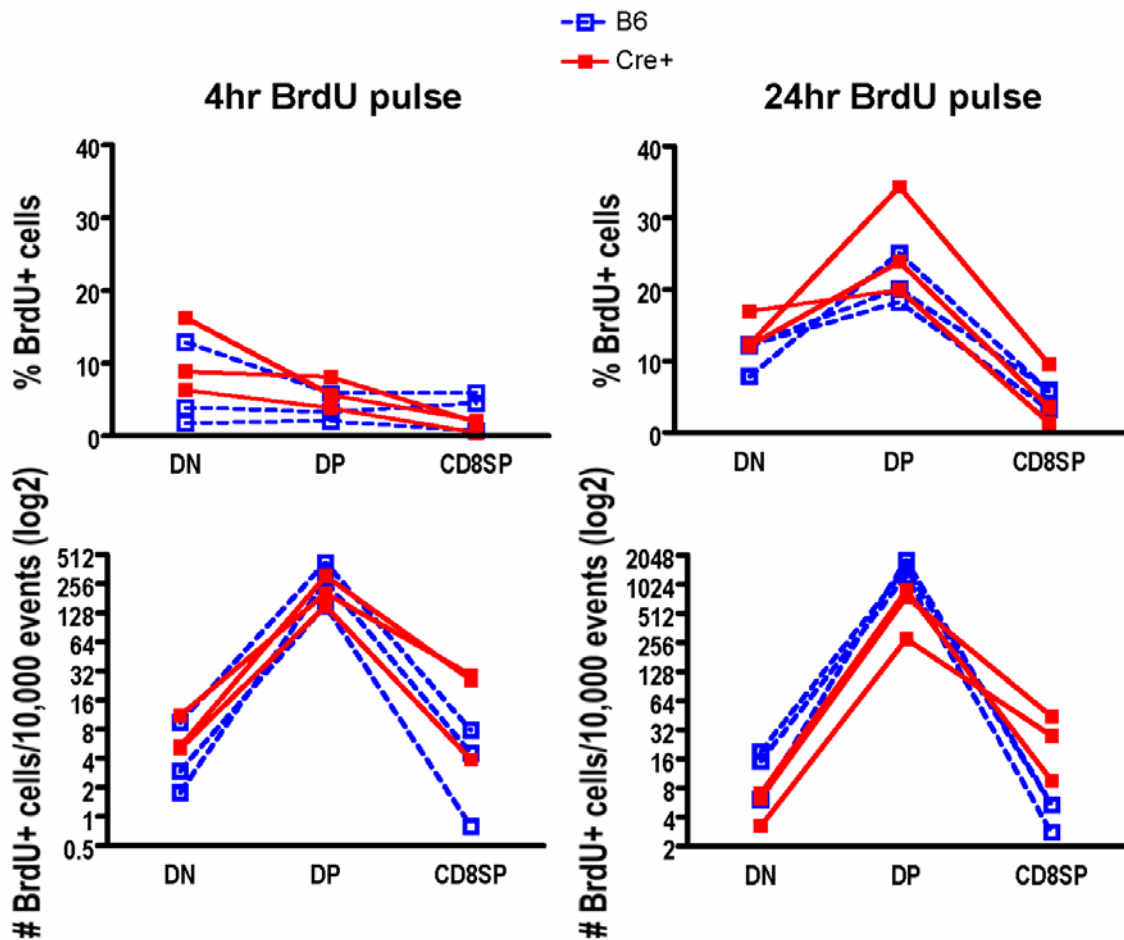 B6
Cre+
4hr BrdU pulse
24hr BrdU pulse
% BrdU+ cells
40
30
20
10
0
DN DP CD8SP
% BrdU+ cells
40
30
20
10
0
DN DP CD8SP
# BrdU+ cells/10,000 events (log2)
512
256
128
64
32
16
8
4
2
1
0.5
DN DP CD8SP
# BrdU+ cells/10,000 events (log2)
2048
1024
512
256
128
64
32
16
8
4
2
DN DP CD8SP